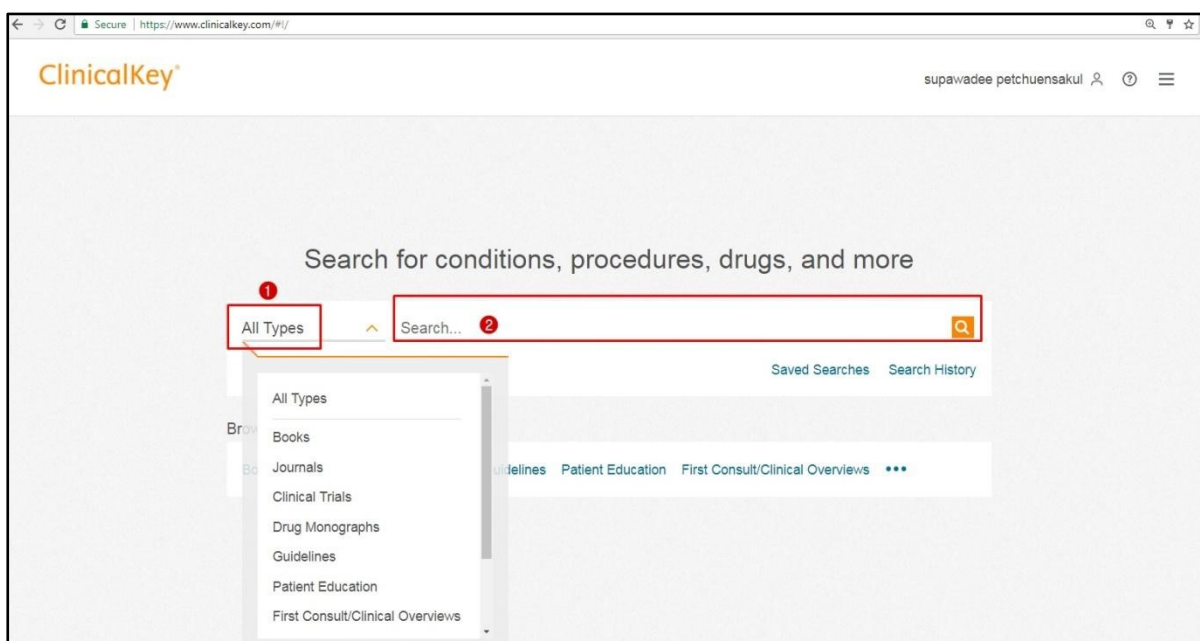 Secure | https://www.clinicalkey.com/#!/
ClinicalKey®
supawadee petchuensakul
Search for conditions, procedures, drugs, and more
1
All Types Search... 2
Saved Searches Search History
All Types
Books
Journals
uidelines Patient Education First Consult/Clinical Overviews
Clinical Trials
Drug Monographs
Guidelines
Patient Education
First Consult/Clinical Overviews